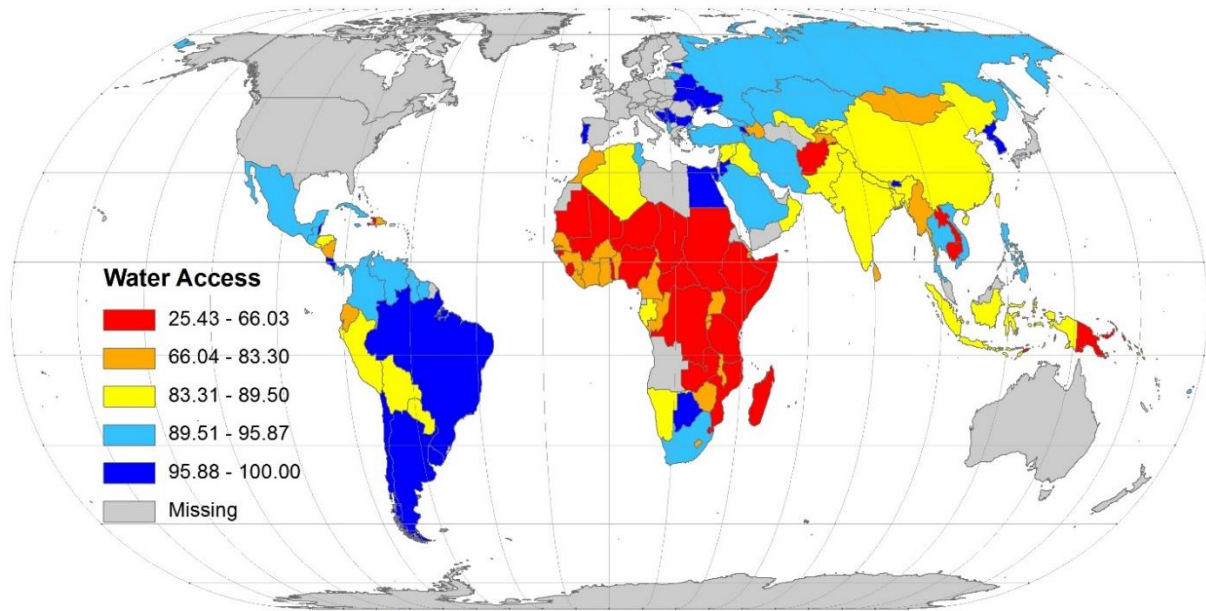 Water Access
25.43 - 66.03
66.04 - 83.30
83.31 - 89.50
89.51 - 95.87
95.88 - 100.00
Missing